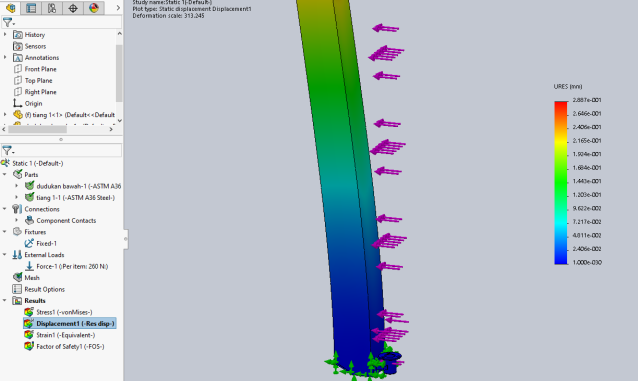 History
Sensors
Annotations
Front Plane
Top Plane
Right Plane
Origin
(f) tiang 1<1> (Default<<Default
Static 1 (-Default-)
Parts
dudukan bawah-1 (-ASTM A36
tiang 1-1 (-ASTM A36 Steel-)
Connections
Component Contacts
Fixtures
Fixed-1
External Loads
Force-1 (:Per item: 260 N:)
Mesh
Result Options
Results
Stress1 (-vonMises-)
Displacement1 (-Res disp-)
Strain1 (-Equivalent-)
Factor of Safety1 (-FOS-)
Study name:Static 1(-Default-)
Plot type: Static displacement Displacement1
Deformation scale: 313.245
URES (mm)
2.887e-001
2.646e-001
2.406e-001
2.165e-001
1.924e-001
1.684e-001
1.443e-001
1.203e-001
9.622e-002
7.217e-002
4.811e-002
2.406e-002
1.000e-030